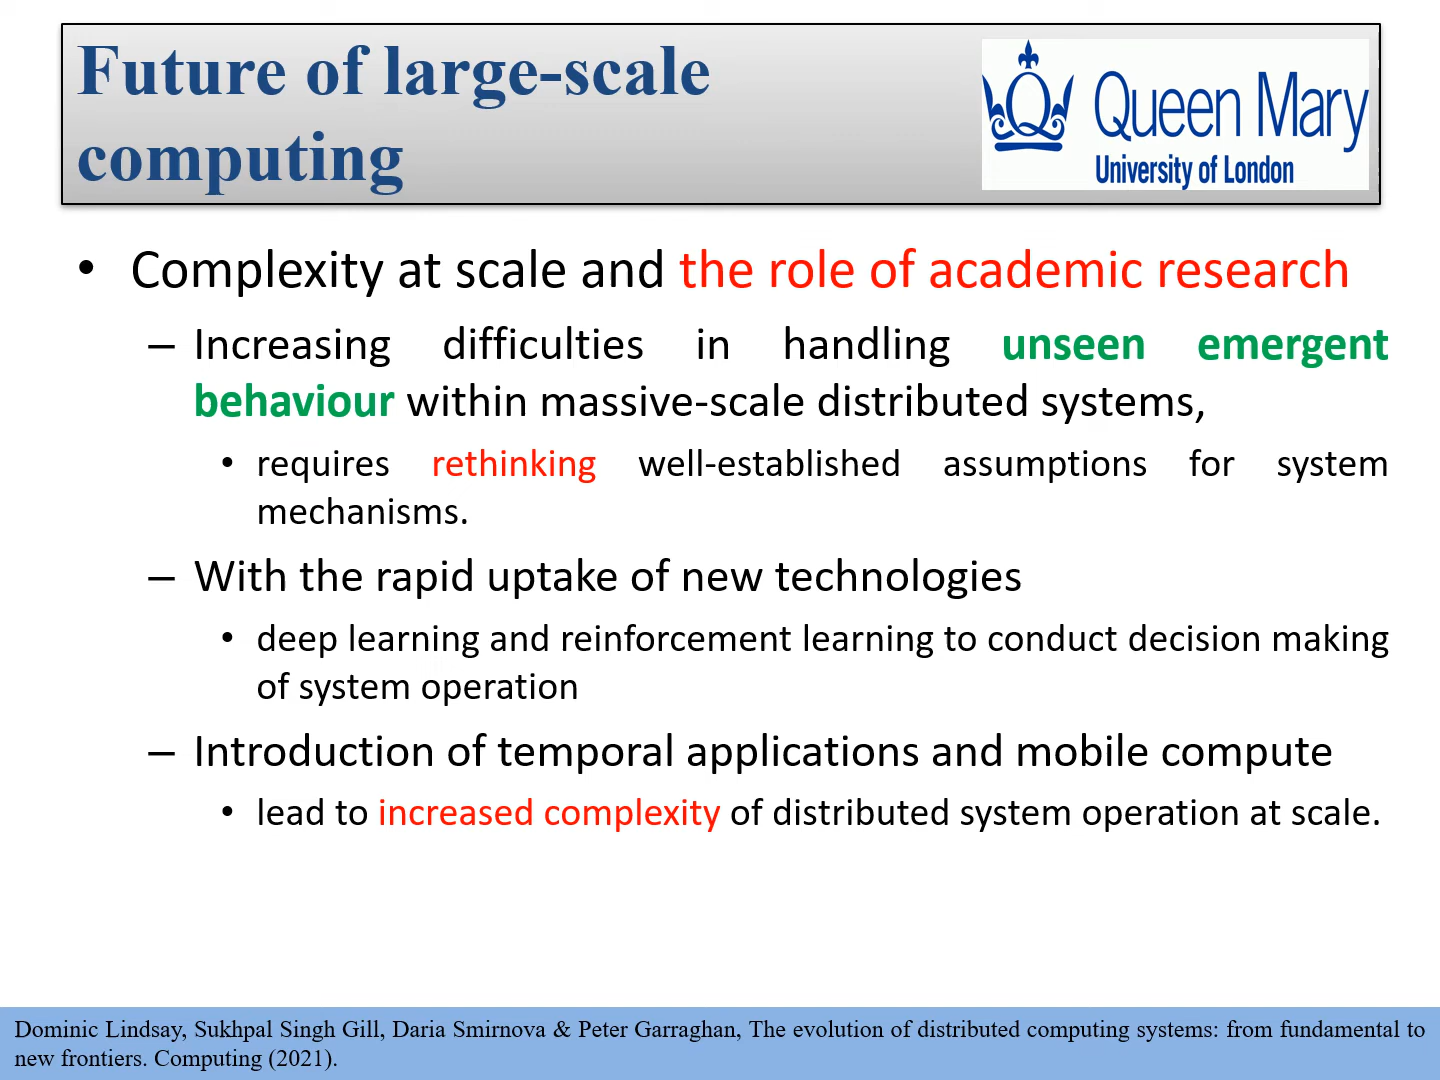 Future of large-scale
computing
Queen Mary
University of London
• Complexity at scale and the role of academic research
– Increasing difficulties in handling unseen emergent
behaviour within massive-scale distributed systems,
• requires rethinking well-established assumptions for system
mechanisms.
– With the rapid uptake of new technologies
• deep learning and reinforcement learning to conduct decision making
of system operation
– Introduction of temporal applications and mobile compute
• lead to increased complexity of distributed system operation at scale.
Dominic Lindsay, Sukhpal Singh Gill, Daria Smirnova & Peter Garraghan, The evolution of distributed computing systems: from fundamental to
new frontiers. Computing (2021).